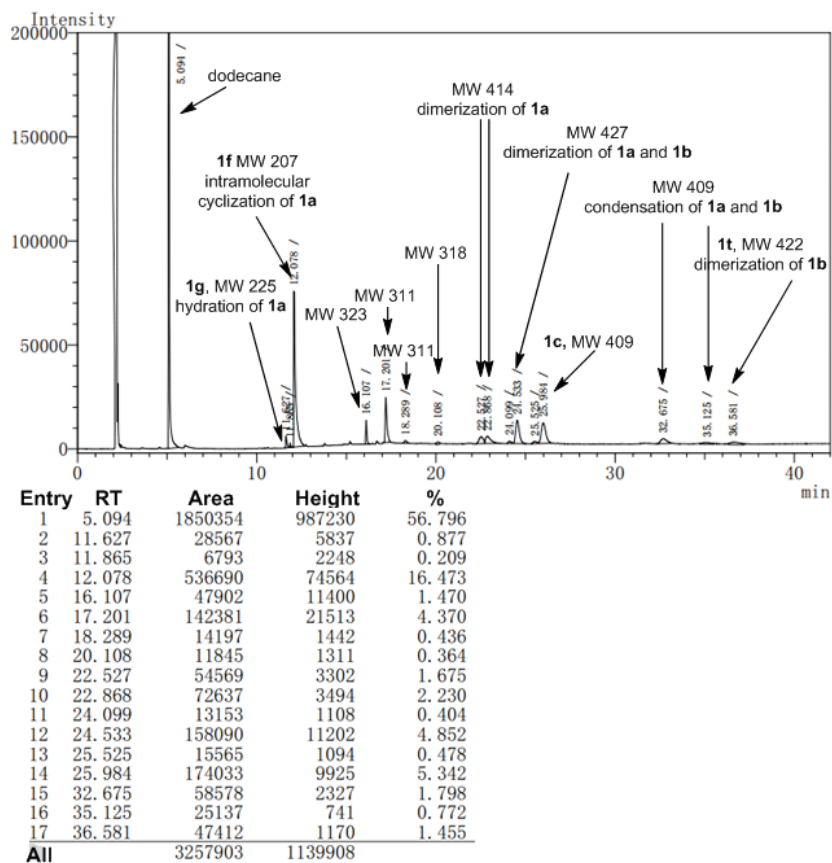 Intensity
200000
150000
100000
50000
0
0
10
20
30
40
min
5.094 /
dodecane
1f MW 207
intramolecular
cyclization of 1a
12.078 /
1g, MW 225
hydration of 1a
11.627 /
MW 323
16.107 /
MW 311
17.201 /
MW 311
18.289 /
MW 318
20.108 /
MW 414
dimerization of 1a
22.527 /
22.868 /
24.099 /
MW 427
dimerization of 1a and 1b
24.533 /
25.525 /
1c, MW 409
25.984 /
MW 409
condensation of 1a and 1b
32.675 /
35.125 /
1t, MW 422
dimerization of 1b
36.581 /
Entry RT Area Height %
1 5.094 1850354 987230 56.796
2 11.627 28567 5837 0.877
3 11.865 6793 2248 0.209
4 12.078 536690 74564 16.473
5 16.107 47902 11400 1.470
6 17.201 142381 21513 4.370
7 18.289 14197 1442 0.436
8 20.108 11845 1311 0.364
9 22.527 54569 3302 1.675
10 22.868 72637 3494 2.230
11 24.099 13153 1108 0.404
12 24.533 158090 11202 4.852
13 25.525 15565 1094 0.478
14 25.984 174033 9925 5.342
15 32.675 58578 2327 1.798
16 35.125 25137 741 0.772
17 36.581 47412 1170 1.455
All 3257903 1139908